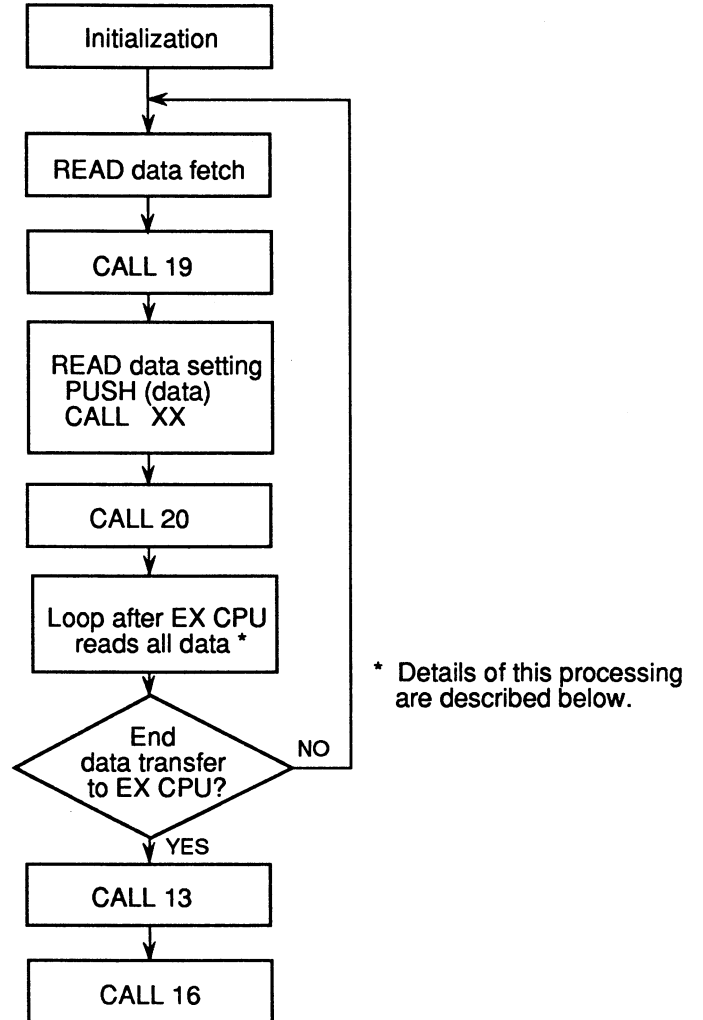 Initialization
READ data fetch
CALL 19
READ data setting
PUSH (data)
CALL XX
CALL 20
Loop after EX CPU
reads all data *
* Details of this processing
are described below.
End
data transfer
to EX CPU?
NO
YES
CALL 13
CALL 16